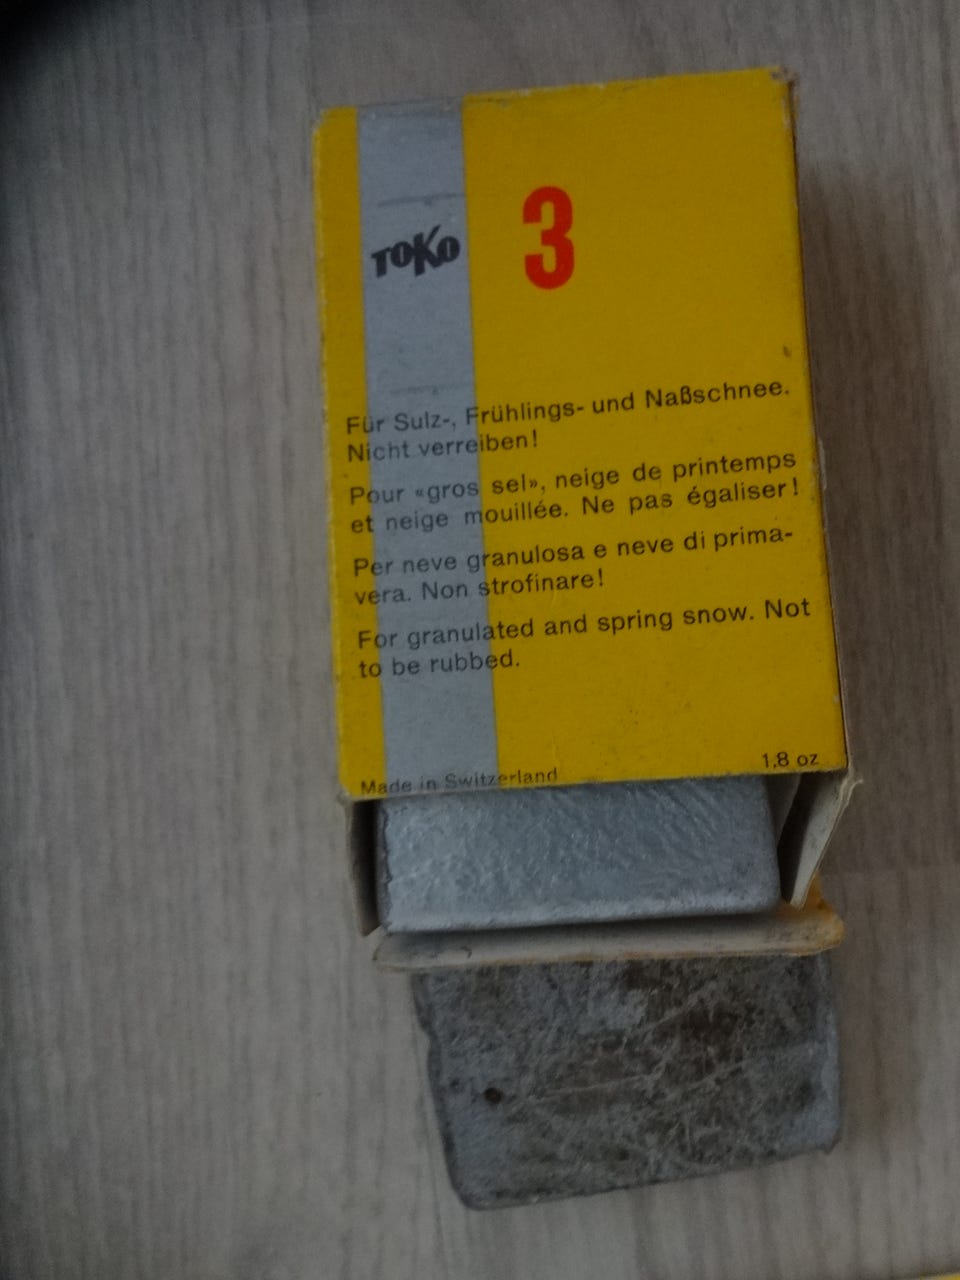 TOKO
3
Für Sulz-, Frühlings- und Naßschnee.
Nicht verreiben!
Pour «gros sel», neige de printemps
et neige mouillée. Ne pas égaliser!
Per neve granulosa e neve di prima-
vera. Non strofinare!
For granulated and spring snow. Not
to be rubbed.
Made in Switzerland
1,8 oz